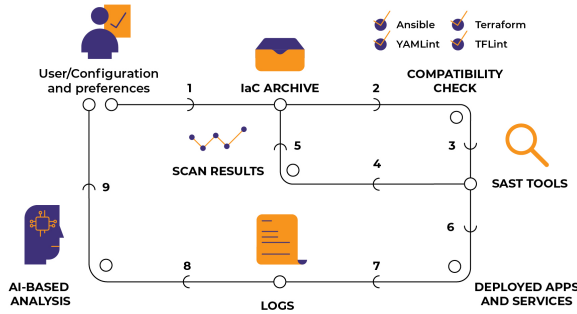 Ansible
Terraform
YAMLint
TFLint
User/Configuration
and preferences
1
IaC ARCHIVE
2
COMPATIBILITY
CHECK
3
5
4
SCAN RESULTS
SAST TOOLS
9
6
AI-BASED
ANALYSIS
8
LOGS
7
DEPLOYED APPS
AND SERVICES